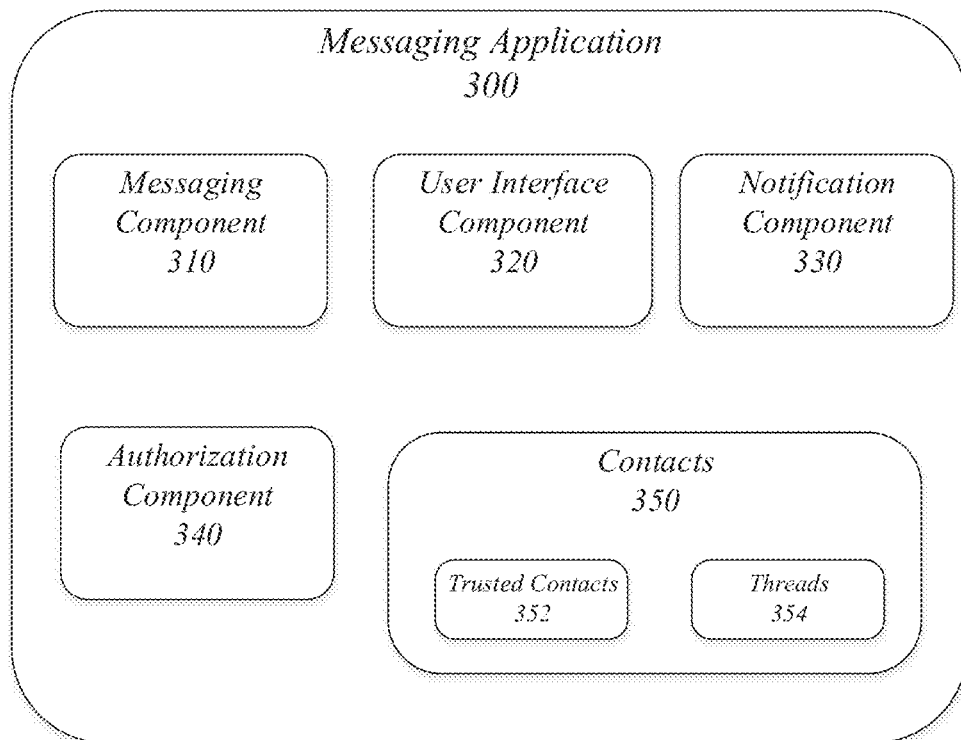 Messaging Application
300
Messaging
Component
310
User Interface
Component
320
Notification
Component
330
Authorization
Component
340
Contacts
350
Trusted Contacts
352
Threads
354